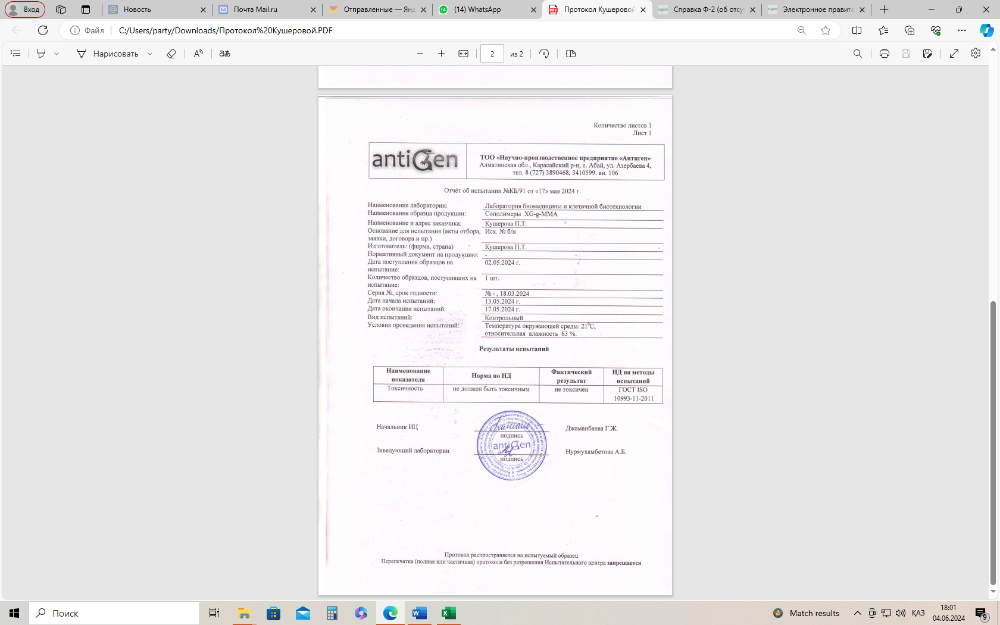 Вход
Новость
Почта Mail.ru
Отправленные — Янд
(14) WhatsApp
Протокол Кушеровой
Справка Ф-2 (об отсу
Электронное правите
Файл
C:/Users/party/Downloads/Протокол%20Кушеровой.PDF
Нарисовать
2
из 2
Количество листов 1
Лист 1
antiGen
ТОО «Научно-производственное предприятие «Антиген»
Алматинская обл., Карасайский р-н, с. Абай, ул. Азербаева 4,
тел. 8 (727) 3890468, 3410599. вн. 106
Отчёт об испытании №КБ/91 от «17» мая 2024 г.
Наименование лаборатории: Лаборатория биомедицины и клеточной биотехнологии
Наименование образца продукции: Сополимеры XG-g-MMA
Наименование и адрес заказчика: Кушерова П.Т.
Основание для испытания (акты отбора, Исх. № б/н
заявки, договора и пр.)
Изготовитель: (фирма, страна) Кушерова П.Т.
Нормативный документ на продукцию: -
Дата поступления образцов на 02.05.2024 г.
испытание:
Количество образцов, поступивших на 1 шт.
испытание:
Серия №, срок годности: № - , 18.03.2024
Дата начала испытаний: 13.05.2024 г.
Дата окончания испытаний: 17.05.2024 г.
Вид испытаний: Контрольный
Условия проведения испытаний: Температура окружающей среды: 21⁰С,
относительная влажность 63 %.
Результаты испытаний
Наименование показателя
Норма по НД
Фактический результат
НД на методы испытаний
Токсичность
не должен быть токсичным
не токсичен
ГОСТ ISO
10993-11-2011
Начальник ИЦ
подпись
Джаманбаева Г.Ж.
antiGen
Заведующий лаборатории
подпись
Нурмухамбетова А.Б.
Протокол распространяется на испытуемый образец
Перепечатка (полная или частичная) протокола без разрешения Испытательного центра запрещается
Поиск
Match results
ҚАЗ
18:01
04.06.2024
9